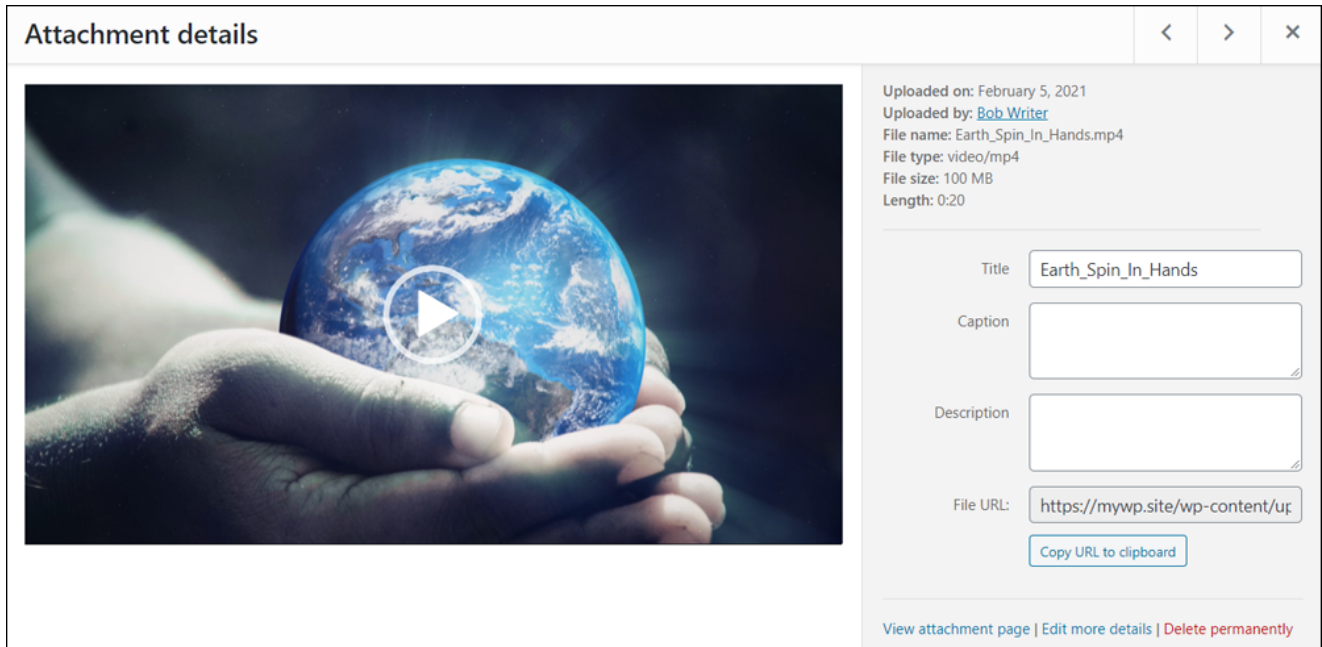 Attachment details
Uploaded on: February 5, 2021
Uploaded by: Bob Writer
File name: Earth_Spin_In_Hands.mp4
File type: video/mp4
File size: 100 MB
Length: 0:20
Title Earth_Spin_In_Hands
Caption
Description
File URL: https://mywp.site/wp-content/up
Copy URL to clipboard
View attachment page | Edit more details | Delete permanently